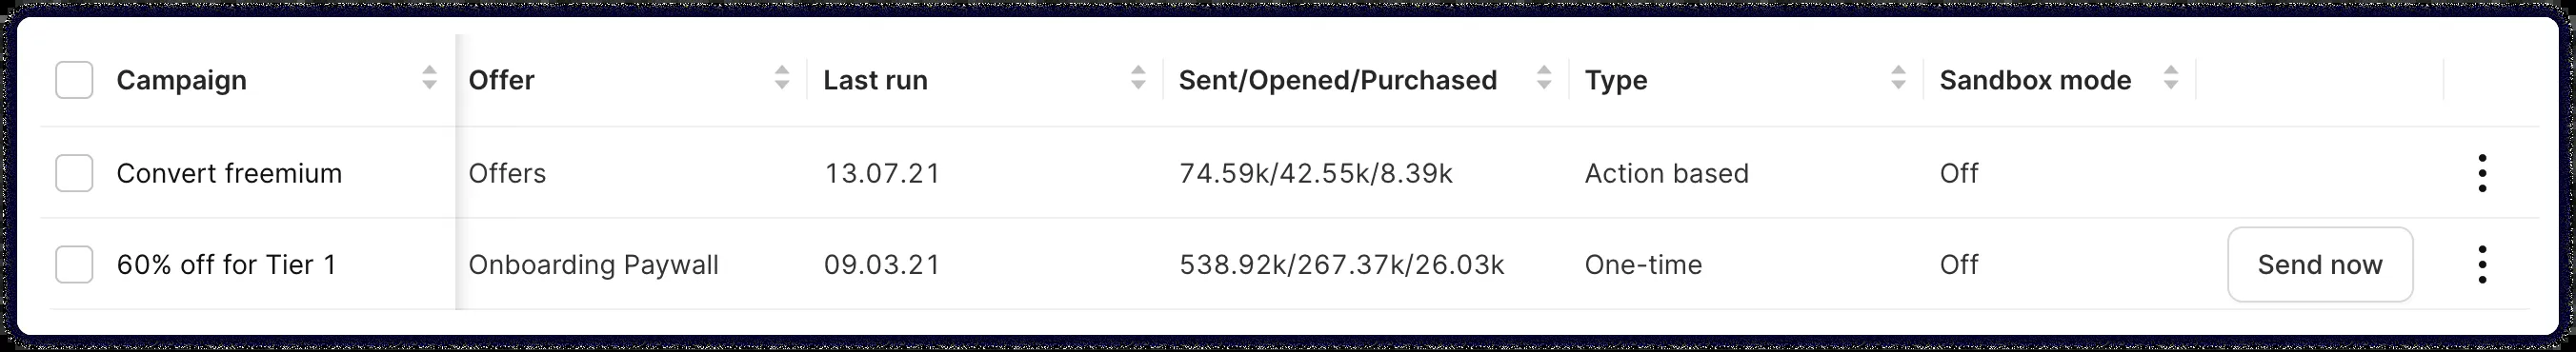 Campaign Offer Last run Sent/Opened/Purchased Type Sandbox mode
Convert freemium Offers 13.07.21 74.59k/42.55k/8.39k Action based Off
60% off for Tier 1 Onboarding Paywall 09.03.21 538.92k/267.37k/26.03k One-time Off Send now